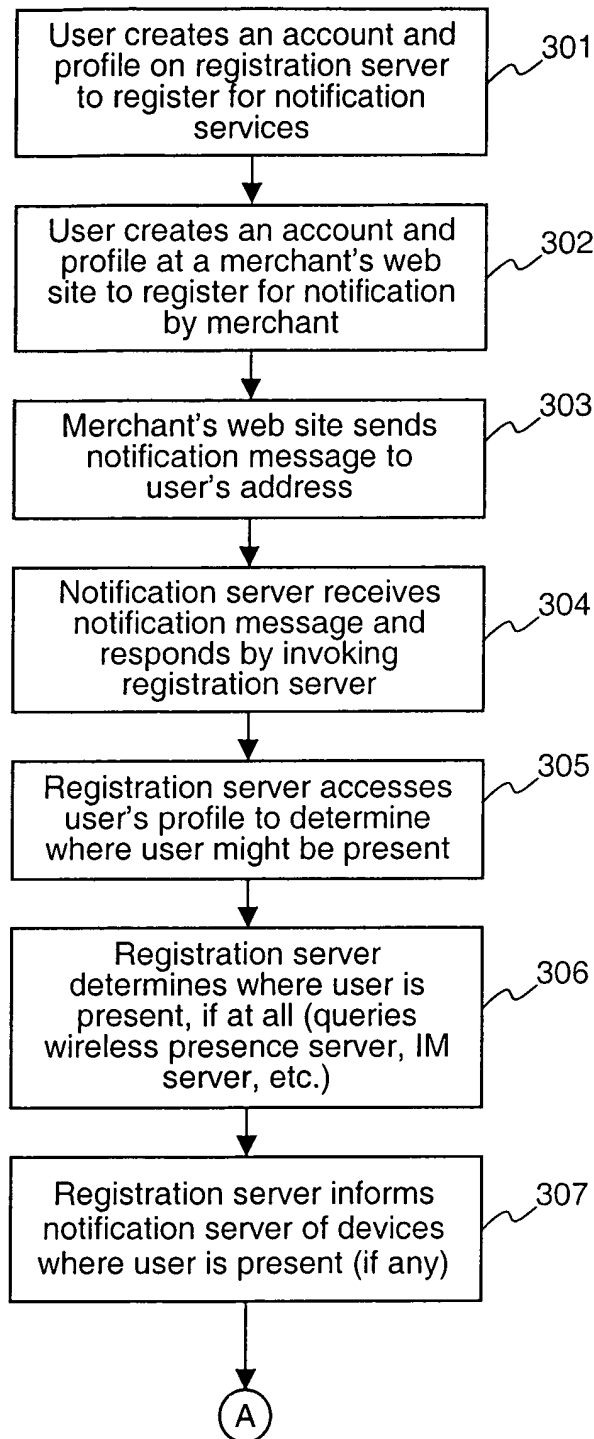 User creates an account and
profile on registration server
to register for notification
services
301
User creates an account and
profile at a merchant's web
site to register for notification
by merchant
302
Merchant's web site sends
notification message to
user's address
303
Notification server receives
notification message and
responds by invoking
registration server
304
Registration server accesses
user's profile to determine
where user might be present
305
Registration server
determines where user is
present, if at all (queries
wireless presence server, IM
server, etc.)
306
Registration server informs
notification server of devices
where user is present (if any)
307
A